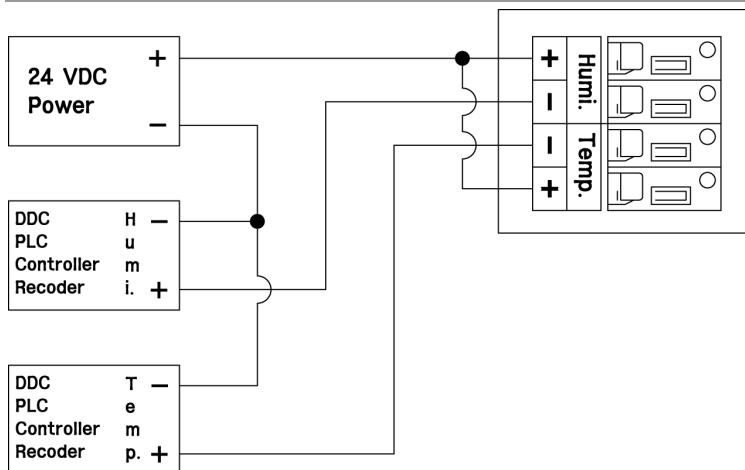 24 VDC
Power
+
−
DDC H −
PLC u
Controller m
Recoder i. +
DDC T −
PLC e
Controller m
Recoder p. +
+
−
Humi.
−
+
Temp.